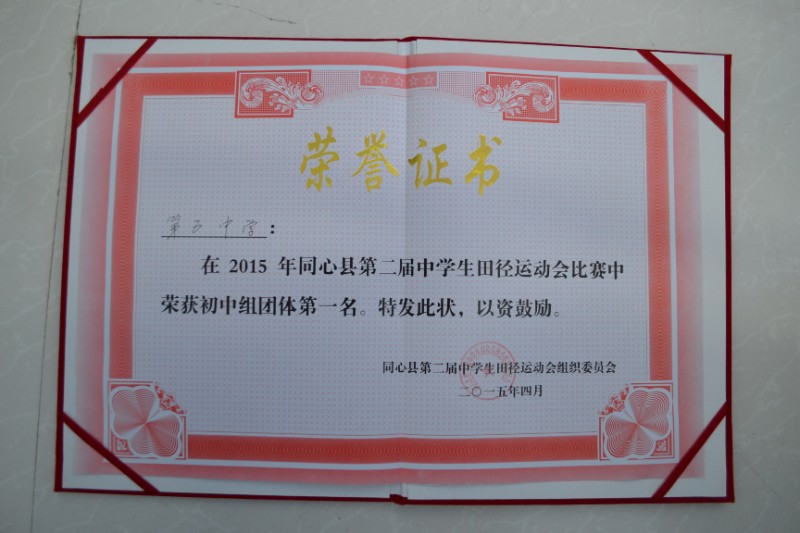 荣誉证书
第五中学：
在 2015 年同心县第二届中学生田径运动会比赛中
荣获初中组团体第一名。特发此状，以资鼓励。
同心县第二届中学生田径运动会组织委员会
二〇一五年四月